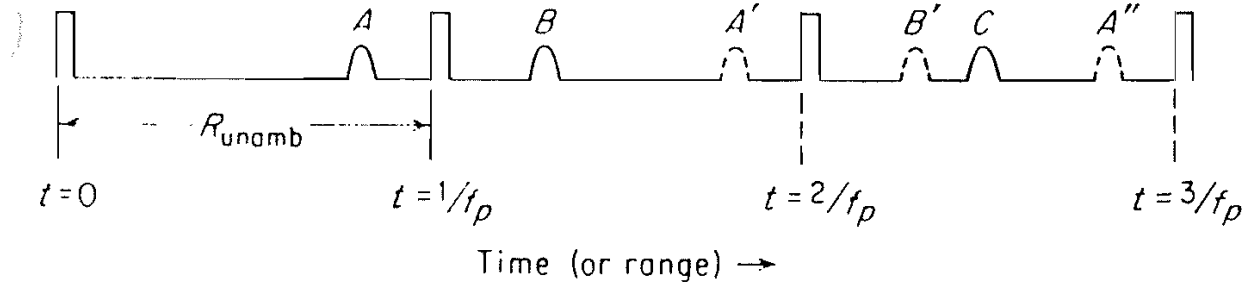 A B A′ B′ C A″
R_unamb
t = 0 t = 1/f_p t = 2/f_p t = 3/f_p
Time (or range) →